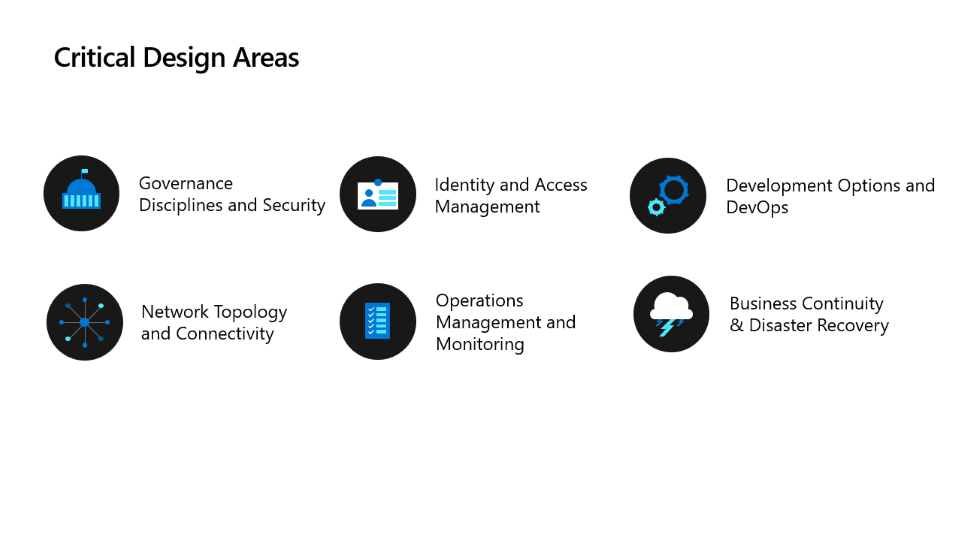 Critical Design Areas
Governance
Disciplines and Security
Identity and Access
Management
Development Options and
DevOps
Network Topology
and Connectivity
Operations
Management and
Monitoring
Business Continuity
& Disaster Recovery